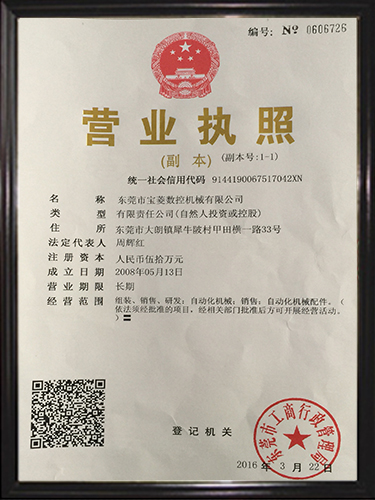 编号: Nº 0606726
营业执照
(副 本) (副本号:1-1)
统一社会信用代码 91441900675170​42XN
名 称 东莞市宝菱数控机械有限公司
类 型 有限责任公司(自然人投资或控股)
住 所 东莞市大朗镇犀牛陂村甲田横一路33号
法定代表人 周辉红
注册资本 人民币伍拾万元
成立日期 2008年05月13日
营业期限 长期
经营范围 组装、销售、研发:自动化机械;销售:自动化机械配件。(
依法须经批准的项目,经相关部门批准后方可开展经营活动。
)
登记机关
东莞市工商行政管理局
2016 年 3 月 22 日